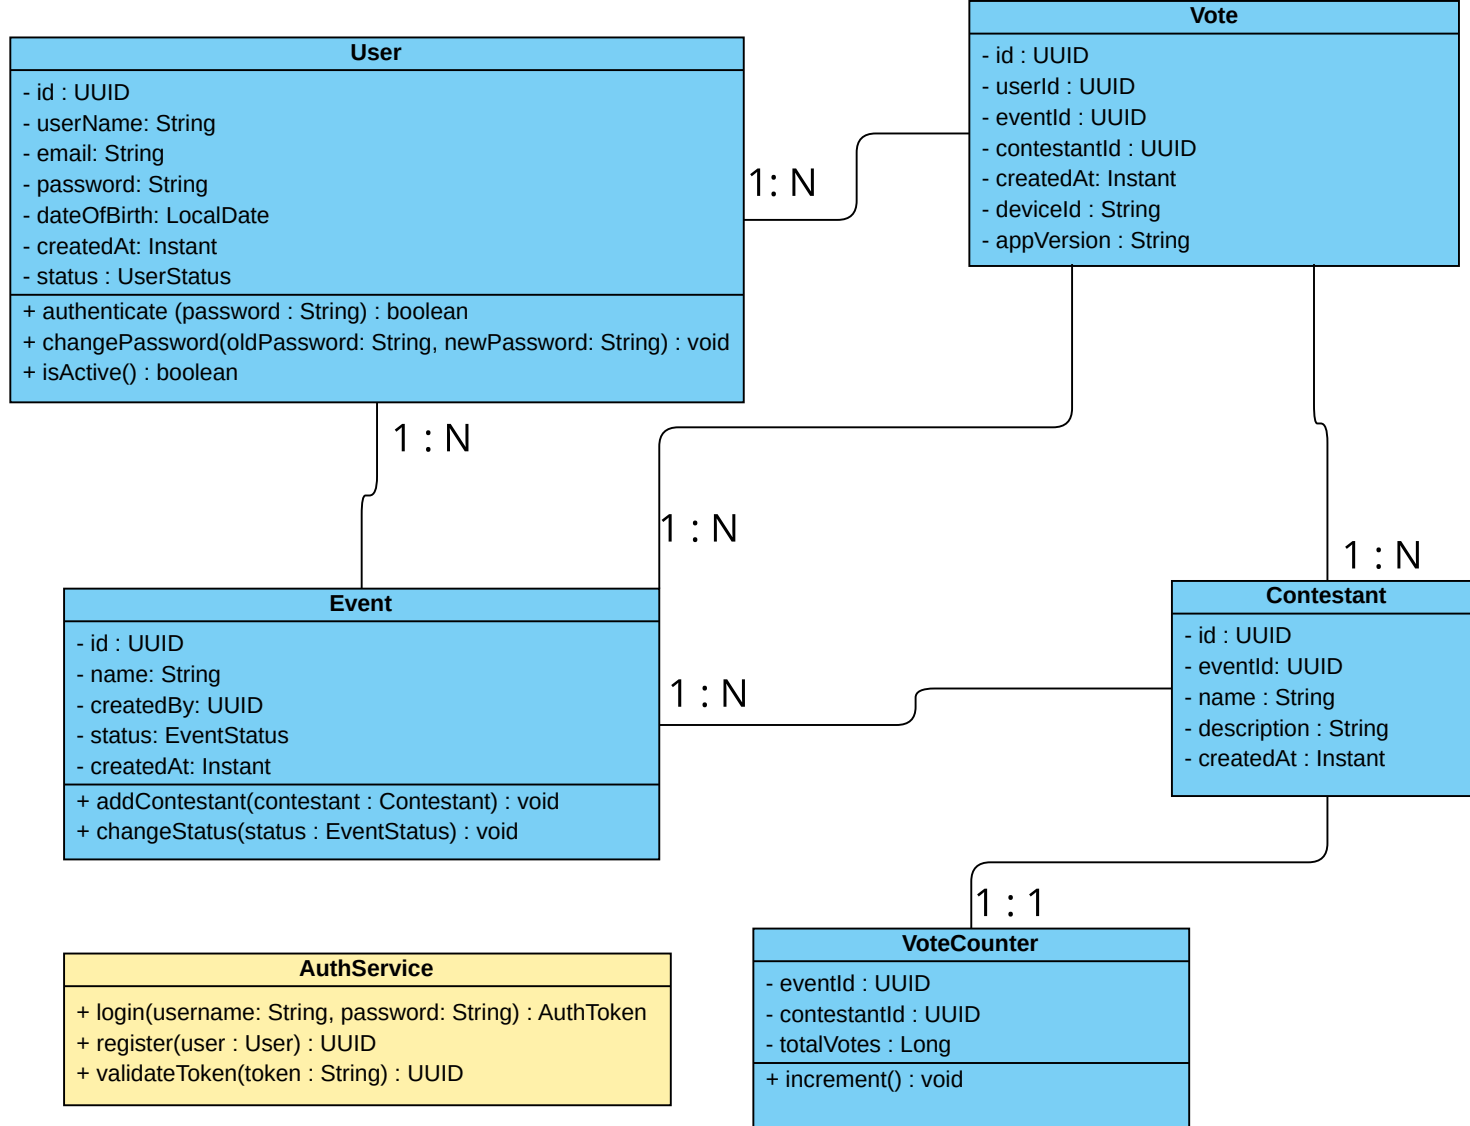 User
- id : UUID
- userName: String
- email: String
- password: String
- dateOfBirth: LocalDate
- createdAt: Instant
- status : UserStatus
+ authenticate (password : String) : boolean
+ changePassword(oldPassword: String, newPassword: String) : void
+ isActive() : boolean
1: N
Vote
- id : UUID
- userId : UUID
- eventId : UUID
- contestantId : UUID
- createdAt: Instant
- deviceId : String
- appVersion : String
1 : N
1 : N
1 : N
Event
- id : UUID
- name: String
- createdBy: UUID
- status: EventStatus
- createdAt: Instant
+ addContestant(contestant : Contestant) : void
+ changeStatus(status : EventStatus) : void
1 : N
Contestant
- id : UUID
- eventId: UUID
- name : String
- description : String
- createdAt : Instant
1 : 1
AuthService
+ login(username: String, password: String) : AuthToken
+ register(user : User) : UUID
+ validateToken(token : String) : UUID
VoteCounter
- eventId : UUID
- contestantId : UUID
- totalVotes : Long
+ increment() : void